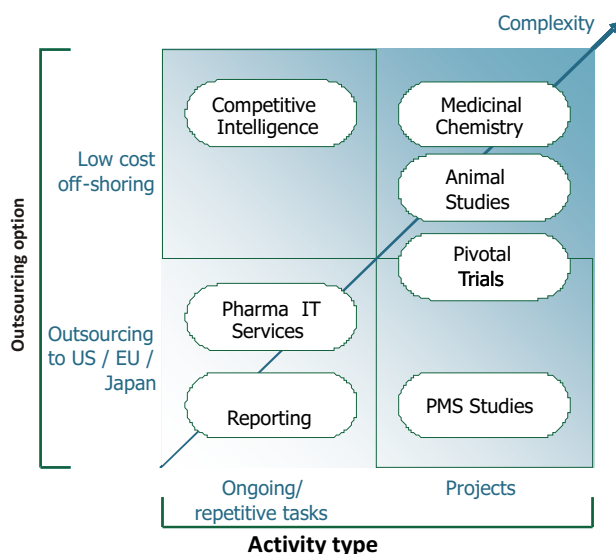 Complexity
Competitive
Intelligence
Medicinal
Chemistry
Low cost
off-shoring
Animal
Studies
Outsourcing option
Pivotal
Trials
Pharma IT
Services
Outsourcing
to US / EU /
Japan
Reporting
PMS Studies
Ongoing/
repetitive tasks
Projects
Activity type